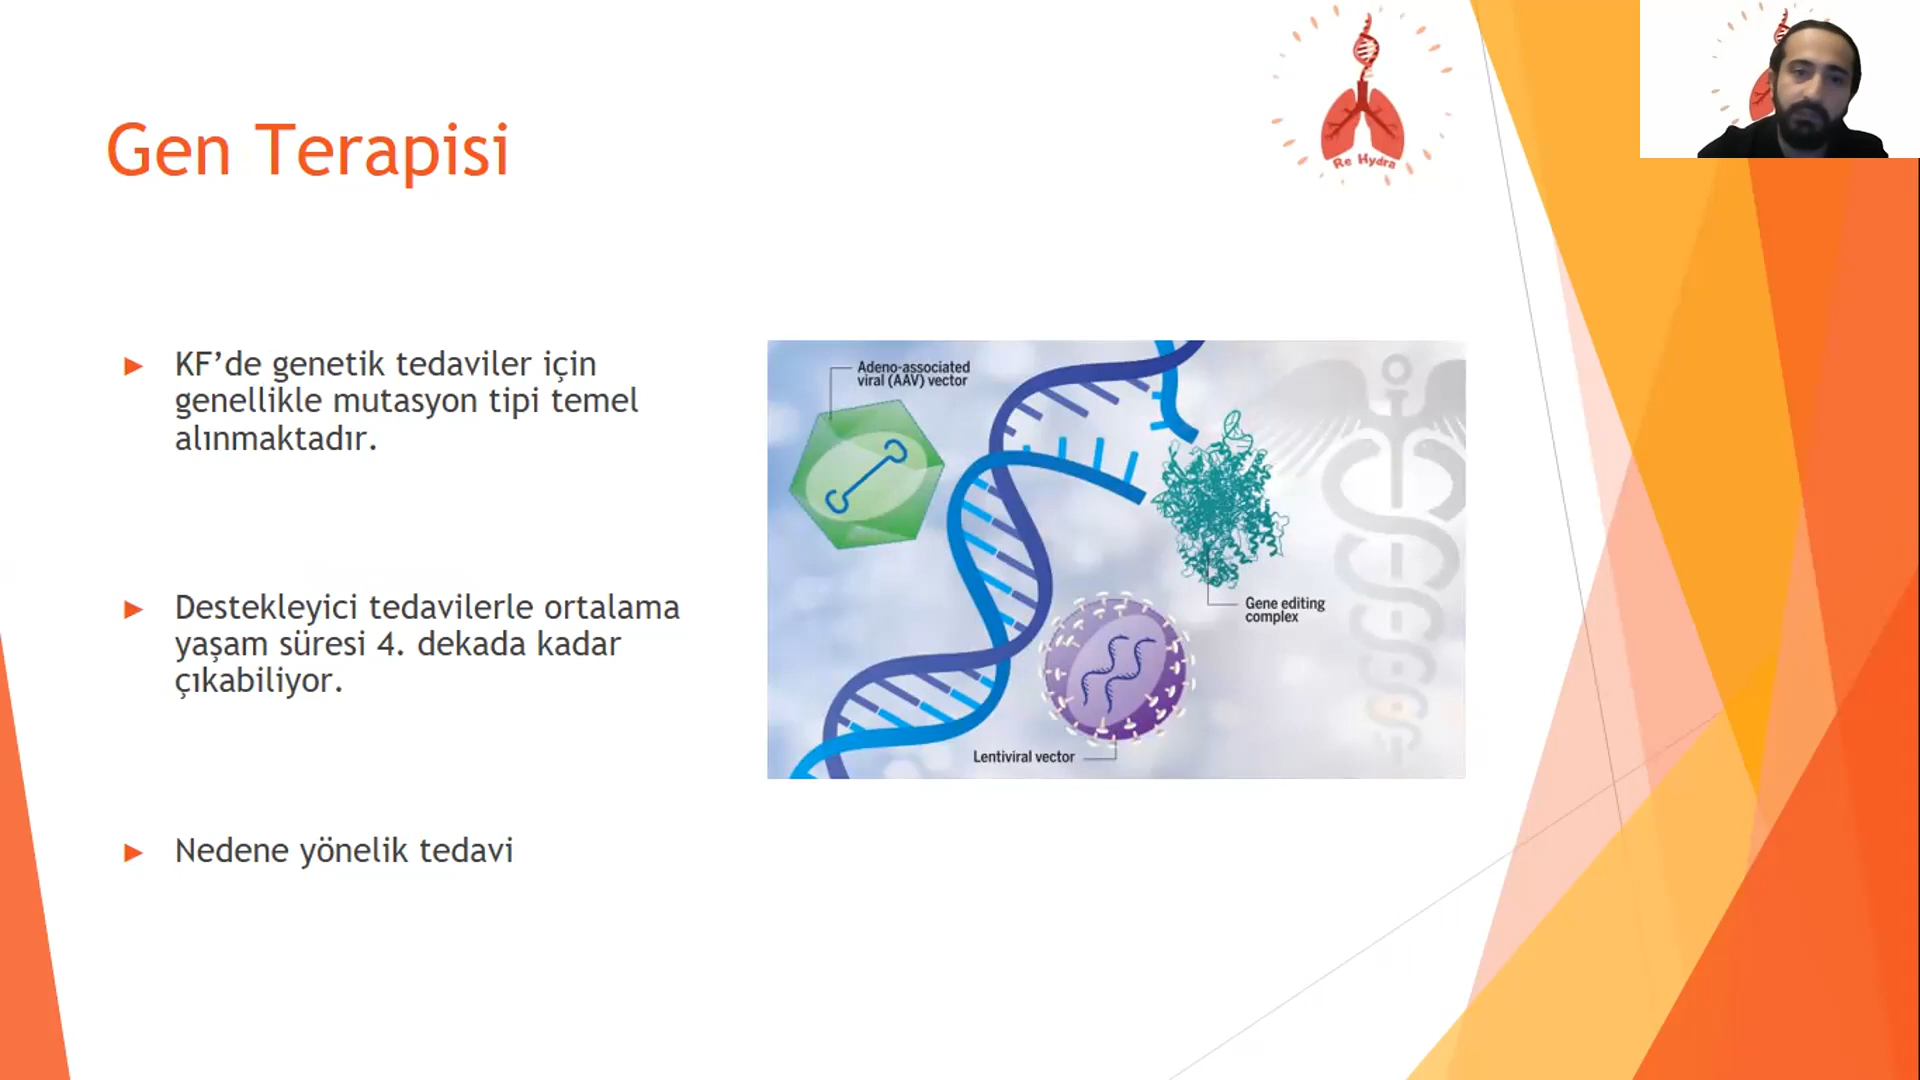 Gen Terapisi
Re Hydra
KF’de genetik tedaviler için
genellikle mutasyon tipi temel
alınmaktadır.
Destekleyici tedavilerle ortalama
yaşam süresi 4. dekada kadar
çıkabiliyor.
Nedene yönelik tedavi
Adeno-associated
viral (AAV) vector
Gene editing
complex
Lentiviral vector